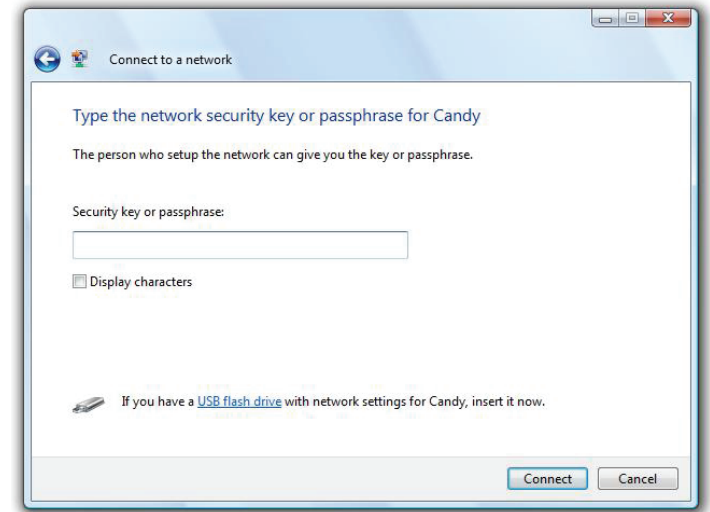 Connect to a network
Type the network security key or passphrase for Candy
The person who setup the network can give you the key or passphrase.
Security key or passphrase:
Display characters
If you have a USB flash drive with network settings for Candy, insert it now.
Connect
Cancel